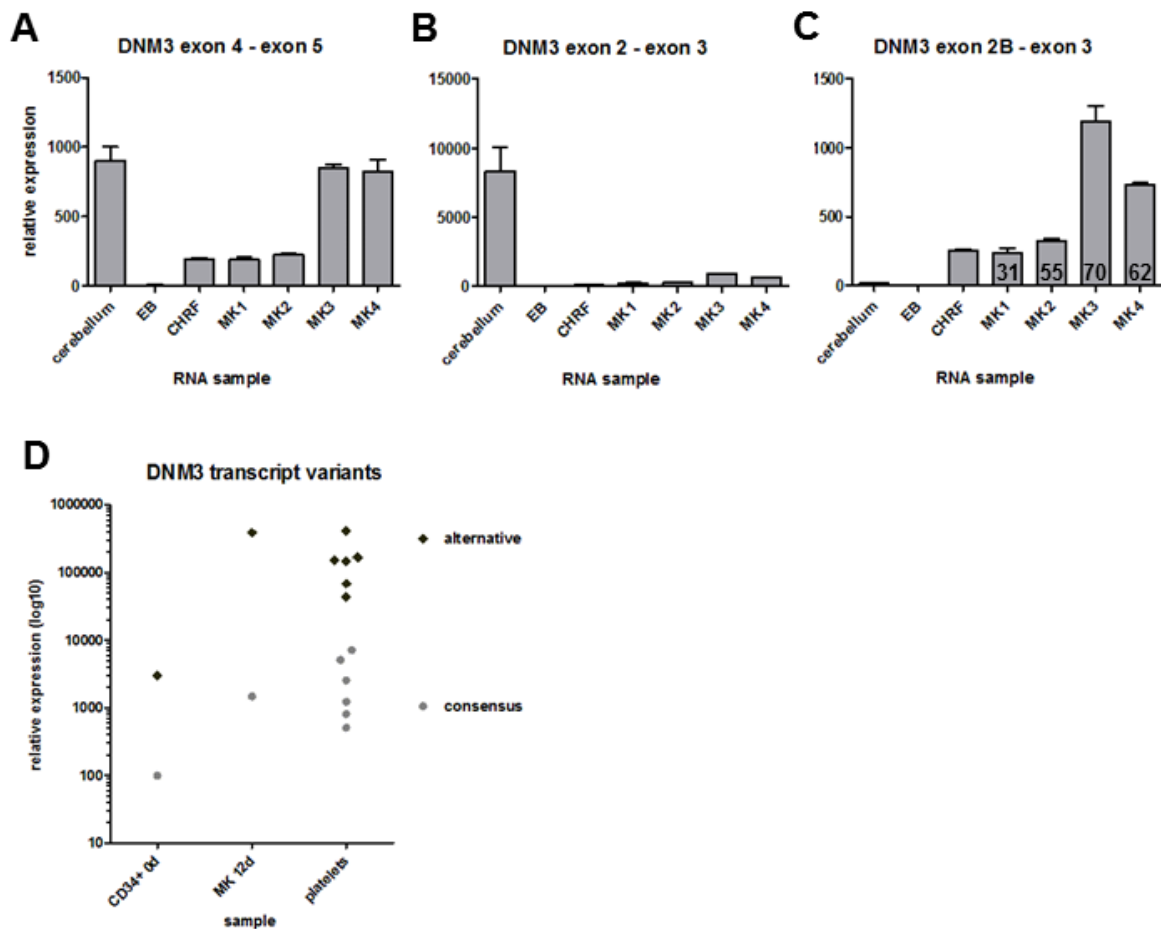 A
DNM3 exon 4 - exon 5
1500
1000
500
0
relative expression
cerebellum
EB
CHRF
MK1
MK2
MK3
MK4
RNA sample
B
DNM3 exon 2 - exon 3
15000
10000
5000
0
cerebellum
EB
CHRF
MK1
MK2
MK3
MK4
RNA sample
C
DNM3 exon 2B - exon 3
1500
1000
500
0
31
55
70
62
cerebellum
EB
CHRF
MK1
MK2
MK3
MK4
RNA sample
D
DNM3 transcript variants
1000000
100000
10000
1000
100
10
relative expression (log10)
alternative
consensus
CD34+ 0d
MK 12d
platelets
sample